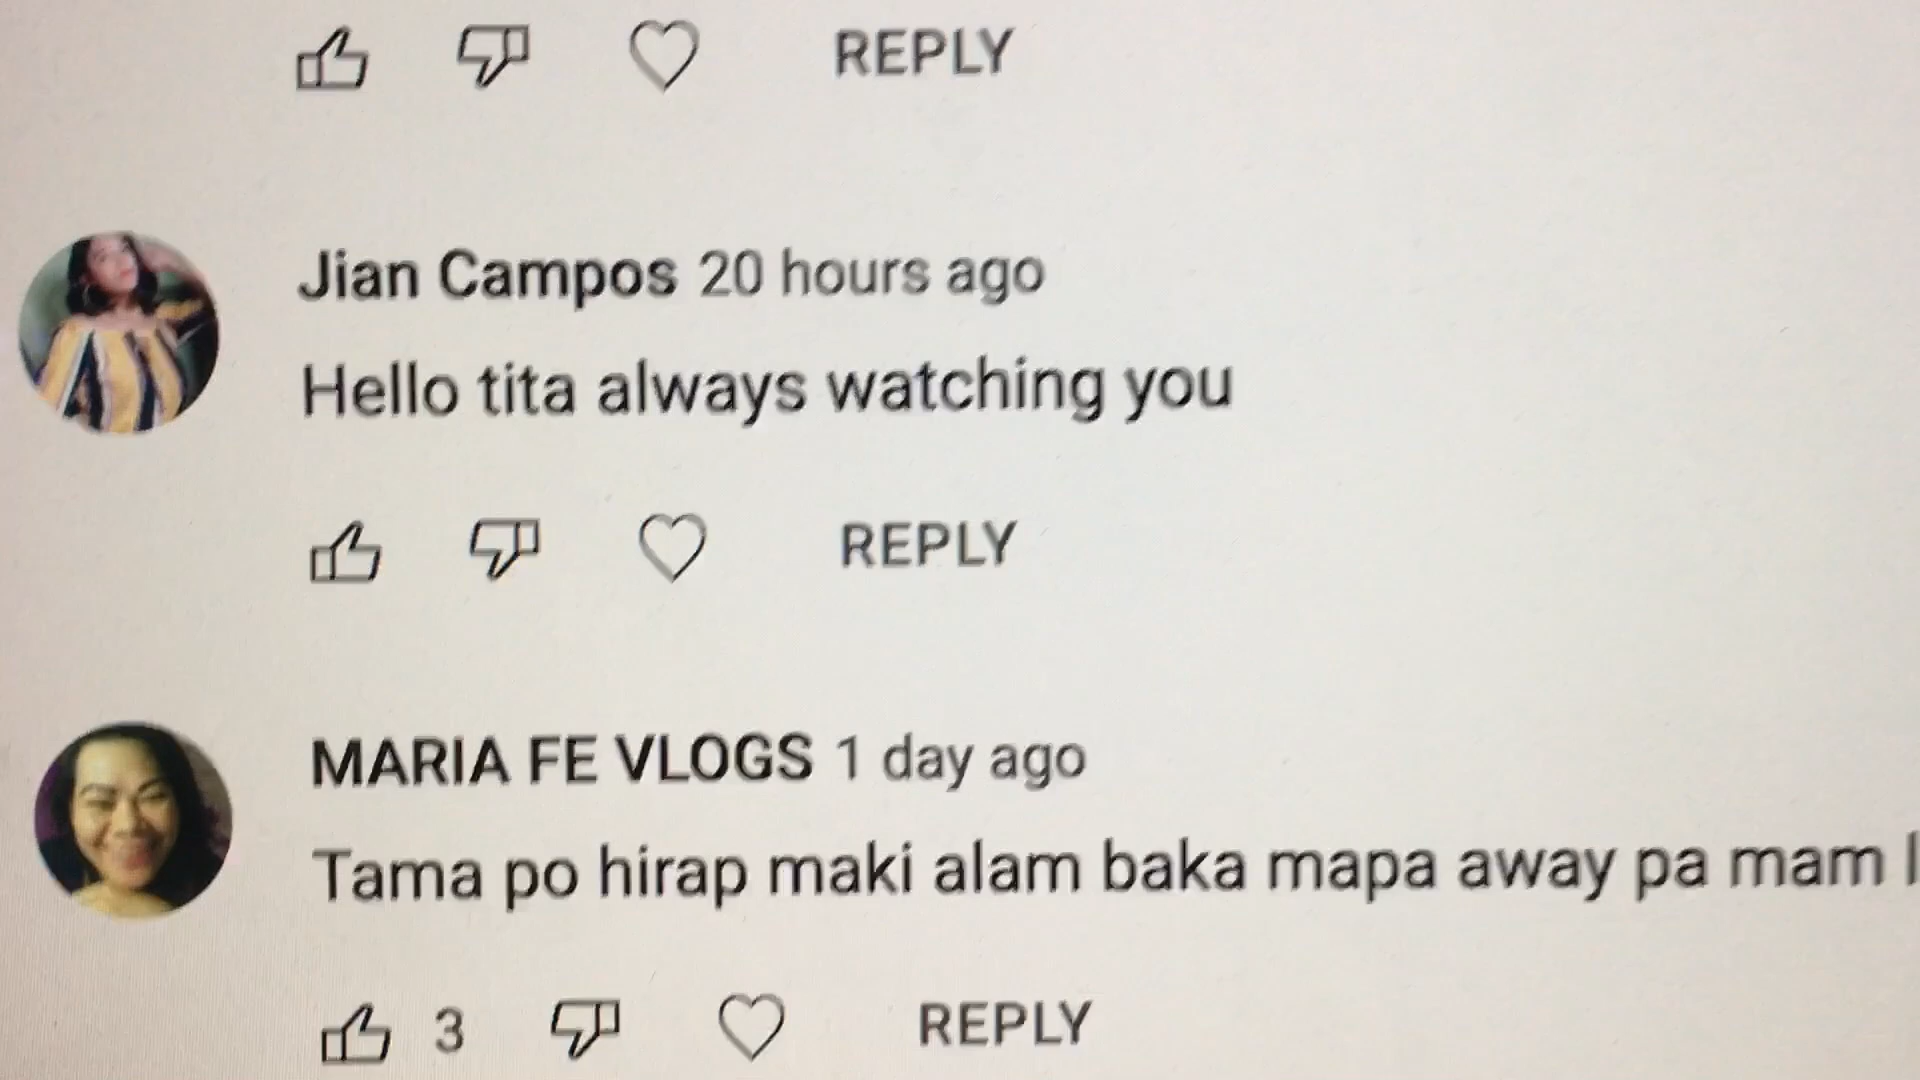 REPLY
Jian Campos 20 hours ago
Hello tita always watching you
REPLY
MARIA FE VLOGS 1 day ago
Tama po hirap maki alam baka mapa away pa mam
3 REPLY